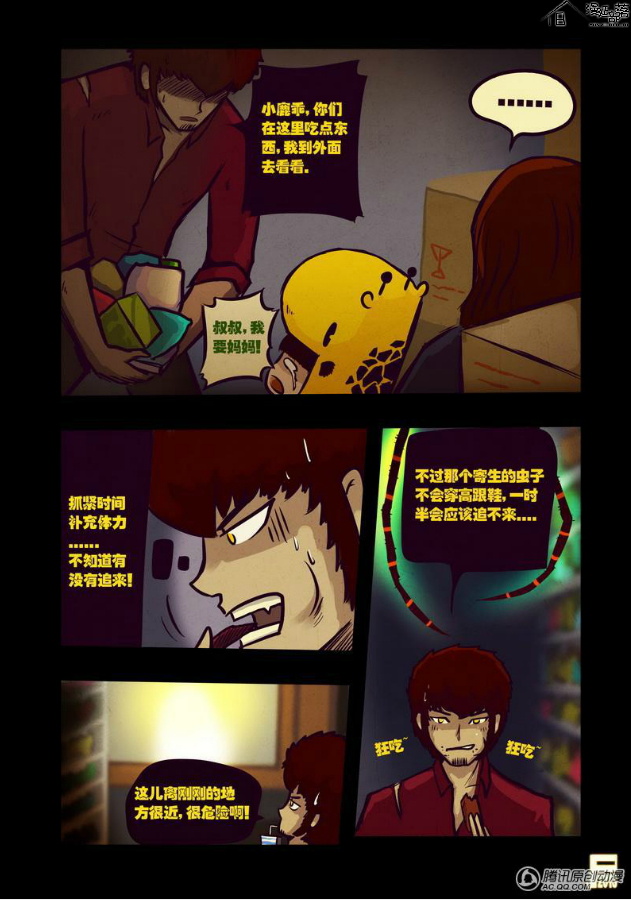 漫画部落
小鹿乖,你们
在这里吃点东
西,我到外面
去看看.
......
叔叔,我
要妈妈!
抓紧时间
补充体力
......
不知道有
没有追来!
不过那个寄生的虫子
不会穿高跟鞋,一时
半会应该追不来....
狂吃~
狂吃~
这儿离刚刚的地
方很近,很危险啊!
腾讯原创动漫
AC.QQ.COM